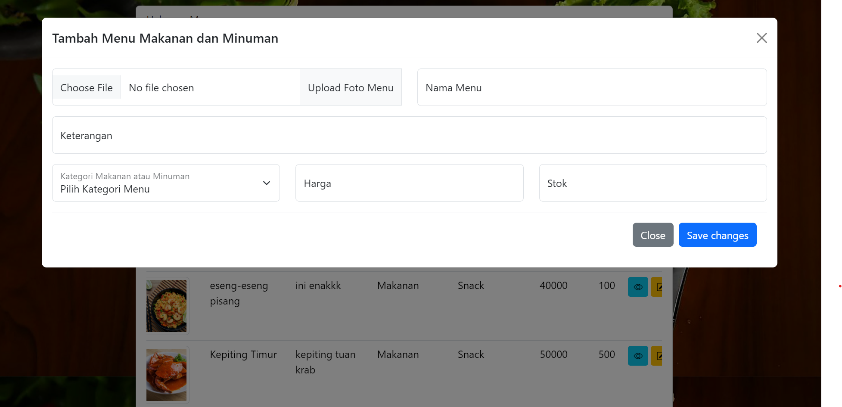 Tambah Menu Makanan dan Minuman
Choose File No file chosen Upload Foto Menu Nama Menu
Keterangan
Kategori Makanan atau Minuman
Pilih Kategori Menu Harga Stok
Close Save changes
eseng-eseng ini enakkk Makanan Snack 40000 100
pisang
Kepiting Timur kepiting tuan Makanan Snack 50000 500
krab